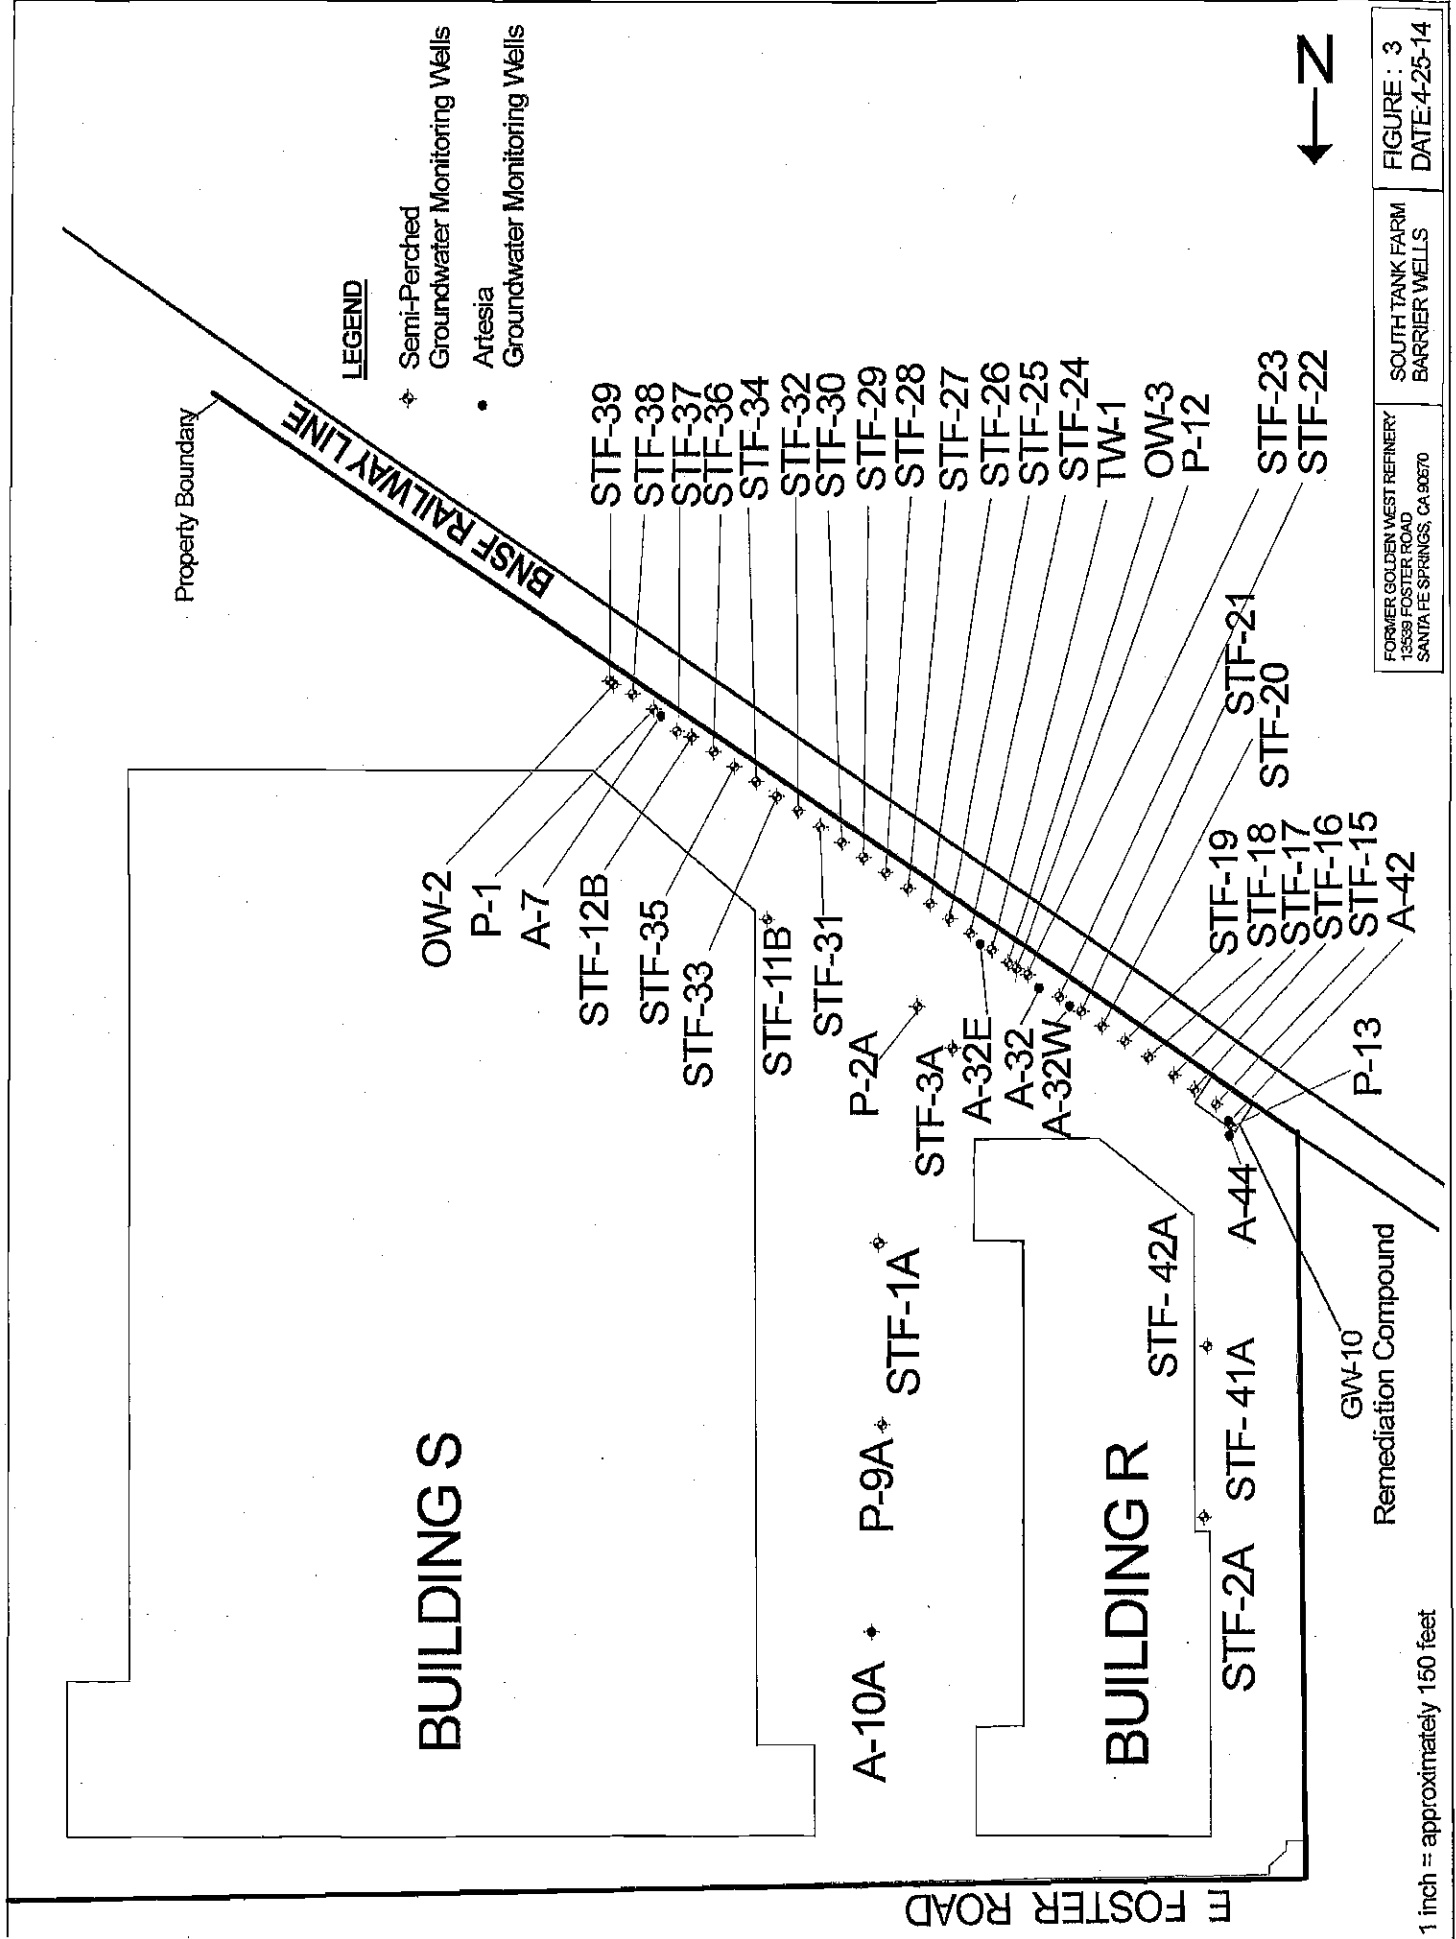 Property Boundary
BNSF RAILWAY LINE
LEGEND
Semi-Perched
Groundwater Monitoring Wells
Artesia
Groundwater Monitoring Wells
STF-39
STF-38
STF-37
STF-36
STF-34
STF-32
STF-30
STF-29
STF-28
STF-27
STF-26
STF-25
STF-24
TW-1
OW-3
P-12
STF-23
STF-22
STF-21
STF-20
STF-19
STF-18
STF-17
STF-16
STF-15
A-42
P-13
OW-2
P-1
A-7
STF-12B
STF-35
STF-33
STF-11B
STF-31
P-2A
STF-3A
A-32E
A-32
A-32W
A-44
STF-1A
P-9A
A-10A
STF- 42A
STF- 41A
STF-2A
GW-10
Remediation Compound
BUILDING S
BUILDING R
E FOSTER ROAD
1 inch = approximately 150 feet
N
FORMER GOLDEN WEST REFINERY
13539 FOSTER ROAD
SANTA FE SPRINGS, CA 90670
SOUTH TANK FARM
BARRIER WELLS
FIGURE : 3
DATE:4-25-14